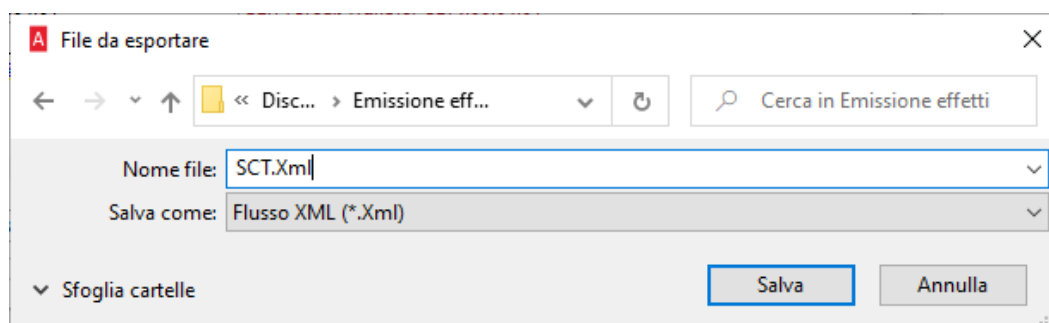 A File da esportare
« Disc... › Emissione eff... Cerca in Emissione effetti
Nome file: SCT.Xml
Salva come: Flusso XML (*.Xml)
Sfoglia cartelle Salva Annulla